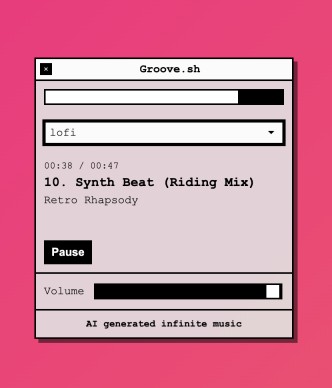 Groove.sh
lofi
00:38 / 00:47
10. Synth Beat (Riding Mix)
Retro Rhapsody
Pause
Volume
AI generated infinite music